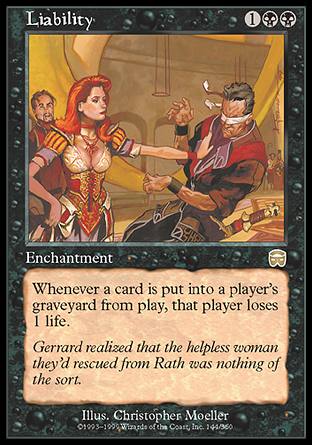 Liability
1
Enchantment
Whenever a card is put into a player's
graveyard from play, that player loses
1 life.
Gerrard realized that the helpless woman
they'd rescued from Rath was nothing of
the sort.
Illus. Christopher Moeller
©1993–1999 Wizards of the Coast, Inc. 144/350